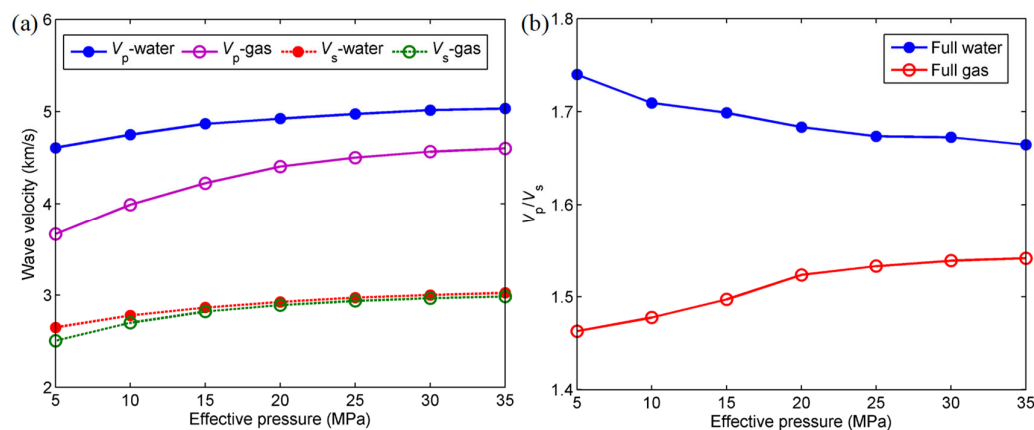 (a)
6
5
4
3
2
Wave velocity (km/s)
Vp-water Vp-gas Vs-water Vs-gas
5 10 15 20 25 30 35
Effective pressure (MPa)
(b)
1.8
1.7
1.6
1.5
1.4
Vp/Vs
Full water
Full gas
5 10 15 20 25 30 35
Effective pressure (MPa)